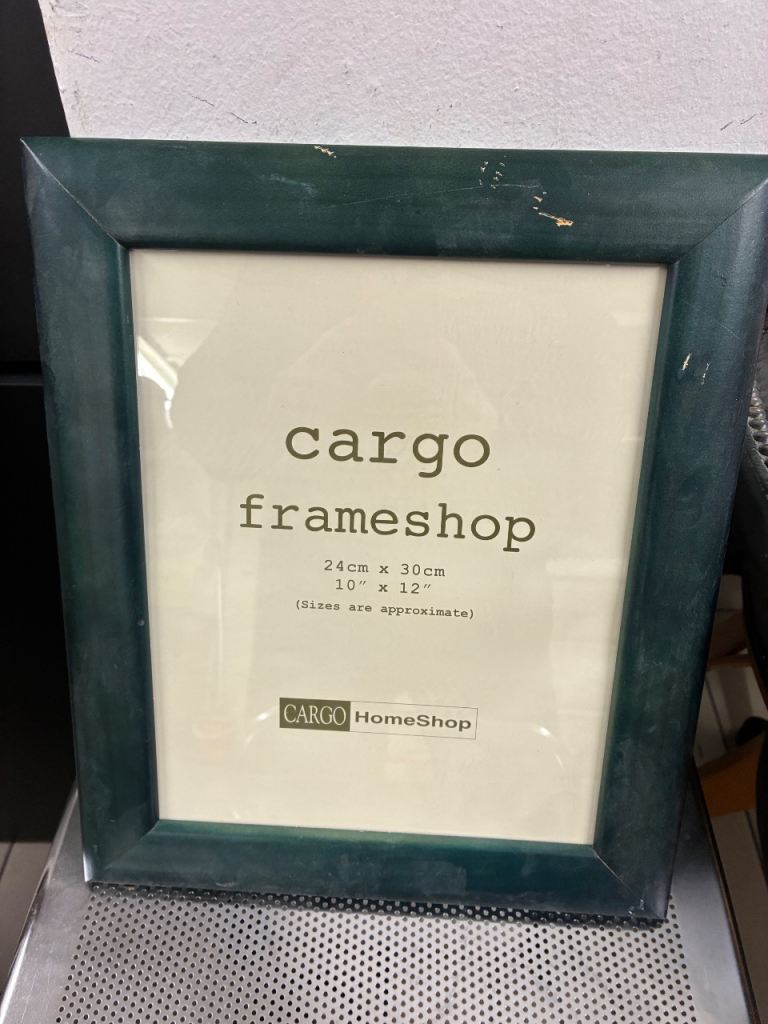 cargo
frameshop
24cm x 30cm
10″ x 12″
(Sizes are approximate)
CARGO HomeShop